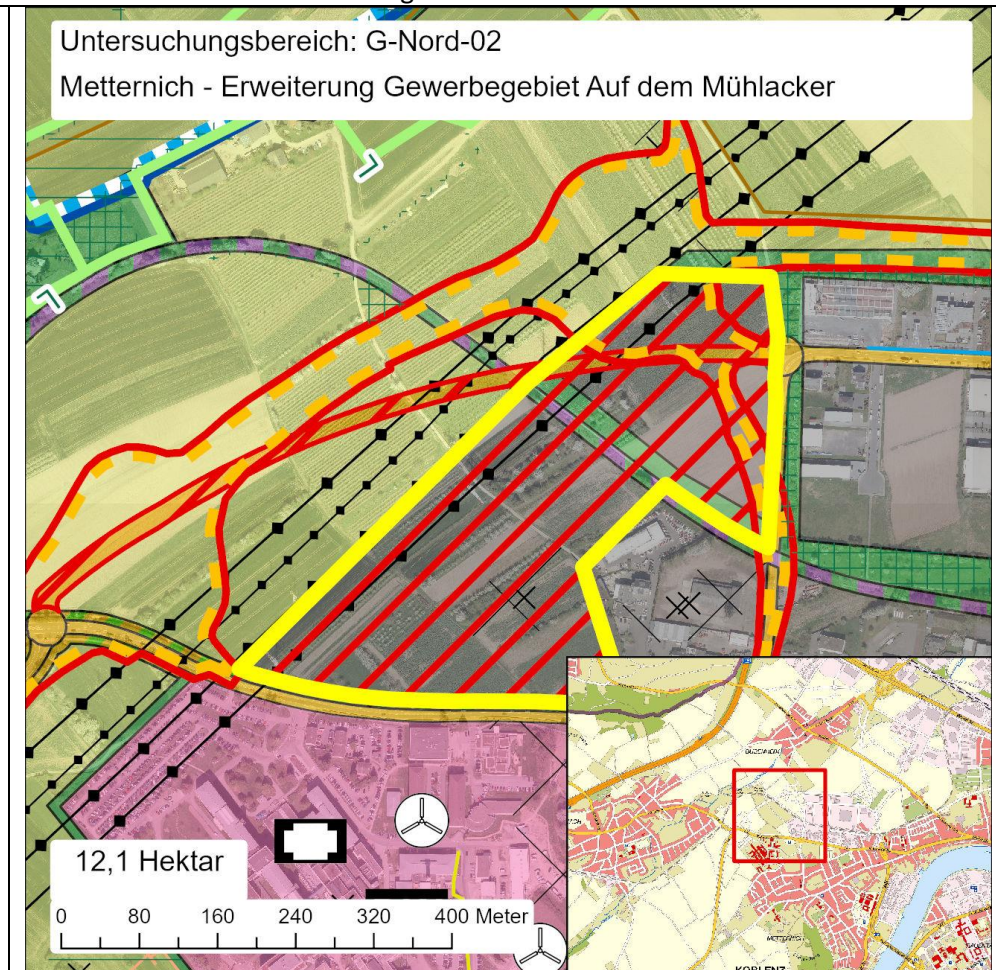 Untersuchungsbereich: G-Nord-02
Metternich - Erweiterung Gewerbegebiet Auf dem Mühlacker
L
L
12,1 Hektar
0 80 160 240 320 400 Meter
METTERNICH
KOBLENZ